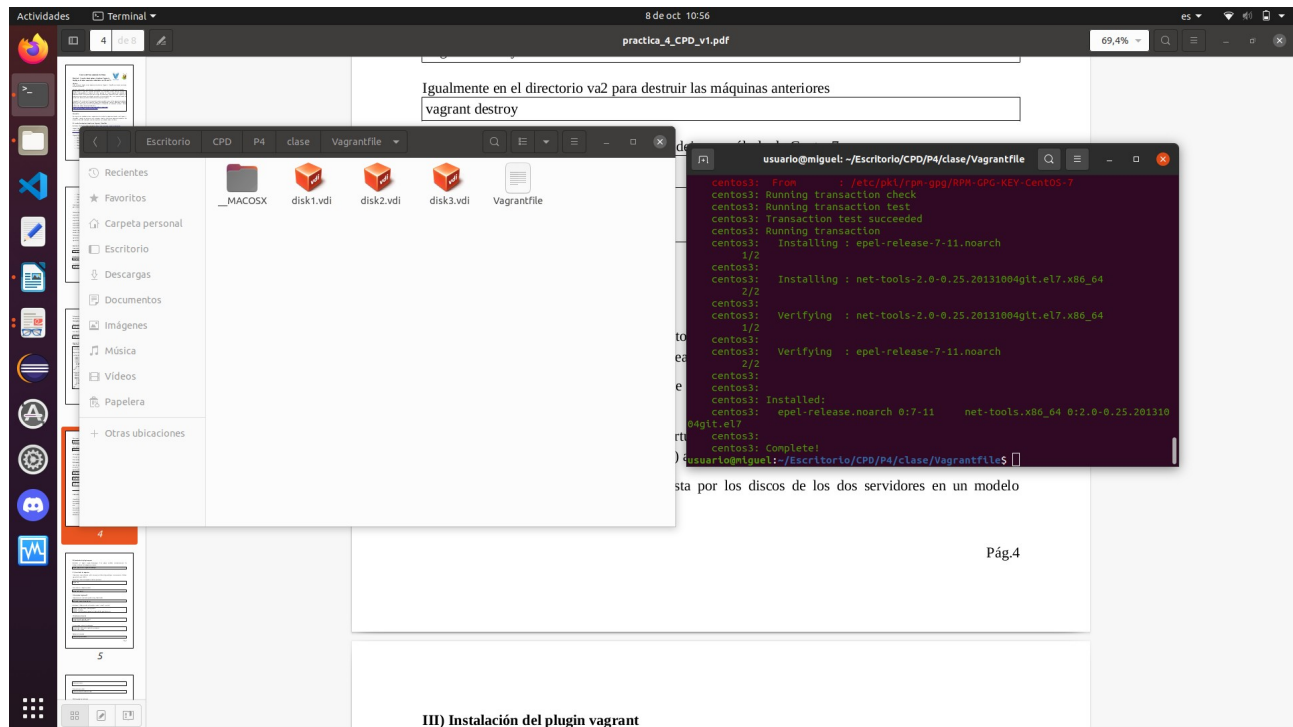 Actividades
Terminal
8 de oct 10:56
es
4 de 8
practica_4_CPD_v1.pdf
69,4%
Igualmente en el directorio va2 para destruir las máquinas anteriores
vagrant destroy
Escritorio CPD P4 clase Vagrantfile
Recientes
Favoritos
Carpeta personal
Escritorio
Descargas
Documentos
Imágenes
Música
Vídeos
Papelera
+ Otras ubicaciones
__MACOSX disk1.vdi disk2.vdi disk3.vdi Vagrantfile
usuario@miguel: ~/Escritorio/CPD/P4/clase/Vagrantfile
centos3: From : /etc/pki/rpm-gpg/RPM-GPG-KEY-CentOS-7
centos3: Running transaction check
centos3: Running transaction test
centos3: Transaction test succeeded
centos3: Running transaction
centos3: Installing : epel-release-7-11.noarch
1/2
centos3:
centos3: Installing : net-tools-2.0-0.25.20131004git.el7.x86_64
2/2
centos3:
centos3: Verifying : net-tools-2.0-0.25.20131004git.el7.x86_64
1/2
centos3:
centos3: Verifying : epel-release-7-11.noarch
2/2
centos3:
centos3:
centos3: Installed:
centos3: epel-release.noarch 0:7-11 net-tools.x86_64 0:2.0-0.25.201310
04git.el7
centos3:
centos3: Complete!
usuario@miguel:~/Escritorio/CPD/P4/clase/Vagrantfile$
sta por los discos de los dos servidores en un modelo
Pág.4
4
5
III) Instalación del plugin vagrant